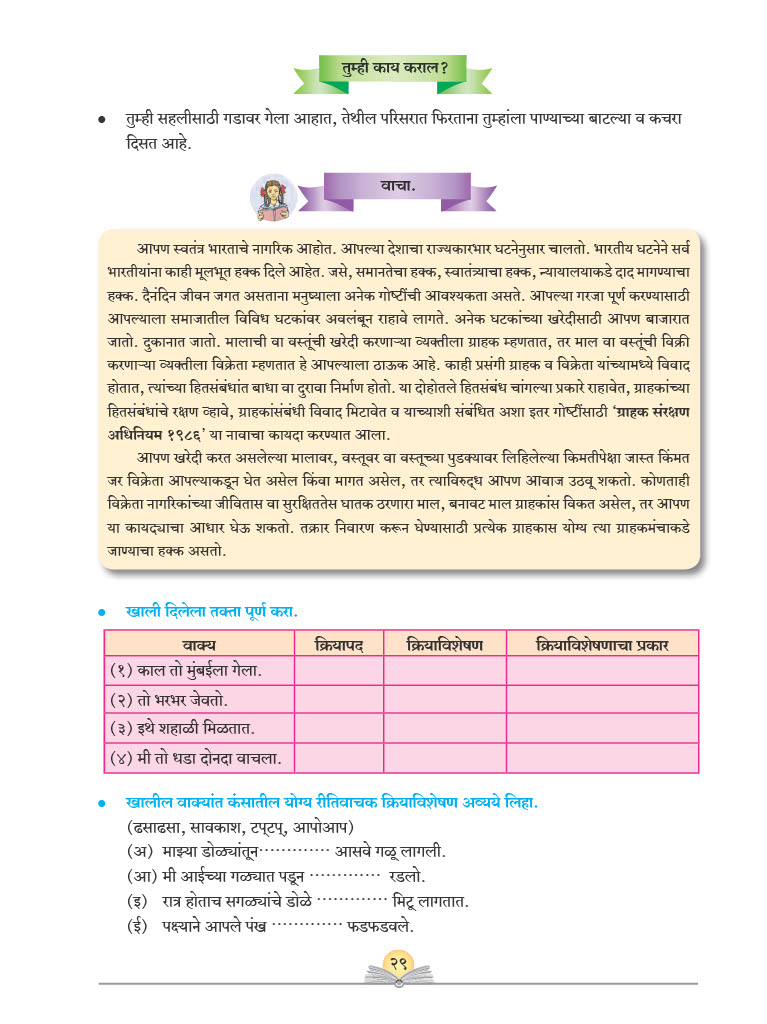 तुम्ही काय कराल?
● तुम्ही सहलीसाठी गडावर गेला आहात, तेथील परिसरात फिरताना तुम्हांला पाण्याच्या बाटल्या व कचरा
दिसत आहे.
वाचा.
आपण स्वतंत्र भारताचे नागरिक आहोत. आपल्या देशाचा राज्यकारभार घटनेनुसार चालतो. भारतीय घटनेने सर्व
भारतीयांना काही मूलभूत हक्क दिले आहेत. जसे, समानतेचा हक्क, स्वातंत्र्याचा हक्क, न्यायालयाकडे दाद मागण्याचा
हक्क. दैनंदिन जीवन जगत असताना मनुष्याला अनेक गोष्टींची आवश्यकता असते. आपल्या गरजा पूर्ण करण्यासाठी
आपल्याला समाजातील विविध घटकांवर अवलंबून राहावे लागते. अनेक घटकांच्या खरेदीसाठी आपण बाजारात
जातो. दुकानात जातो. मालाची वा वस्तूंची खरेदी करणाऱ्या व्यक्तीला ग्राहक म्हणतात, तर माल वा वस्तूंची विक्री
करणाऱ्या व्यक्तीला विक्रेता म्हणतात हे आपल्याला ठाऊक आहे. काही प्रसंगी ग्राहक व विक्रेता यांच्यामध्ये विवाद
होतात, त्यांच्या हितसंबंधांत बाधा वा दुरावा निर्माण होतो. या दोहोतले हितसंबंध चांगल्या प्रकारे राहावेत, ग्राहकांच्या
हितसंबंधांचे रक्षण व्हावे, ग्राहकांसंबंधी विवाद मिटावेत व याच्याशी संबंधित अशा इतर गोष्टींसाठी ‘ग्राहक संरक्षण
अधिनियम १९८६’ या नावाचा कायदा करण्यात आला.
आपण खरेदी करत असलेल्या मालावर, वस्तूवर वा वस्तूच्या पुडक्यावर लिहिलेल्या किमतीपेक्षा जास्त किंमत
जर विक्रेता आपल्याकडून घेत असेल किंवा मागत असेल, तर त्याविरुद्ध आपण आवाज उठवू शकतो. कोणताही
विक्रेता नागरिकांच्या जीवितास वा सुरक्षिततेस घातक ठरणारा माल, बनावट माल ग्राहकांस विकत असेल, तर आपण
या कायद्याचा आधार घेऊ शकतो. तक्रार निवारण करून घेण्यासाठी प्रत्येक ग्राहकास योग्य त्या ग्राहकमंचाकडे
जाण्याचा हक्क असतो.
● खाली दिलेला तक्ता पूर्ण करा.
वाक्य क्रियापद क्रियाविशेषण क्रियाविशेषणाचा प्रकार
(१) काल तो मुंबईला गेला.
(२) तो भरभर जेवतो.
(३) इथे शहाळी मिळतात.
(४) मी तो धडा दोनदा वाचला.
● खालील वाक्यांत कंसातील योग्य रीतिवाचक क्रियाविशेषण अव्यये लिहा.
(ढसाढसा, सावकाश, टप्‌टप्, आपोआप)
(अ) माझ्या डोळ्यांतून............. आसवे गळू लागली.
(आ) मी आईच्या गळ्यात पडून ............. रडलो.
(इ) रात्र होताच सगळ्यांचे डोळे ............. मिटू लागतात.
(ई) पक्ष्याने आपले पंख ............. फडफडवले.
२९